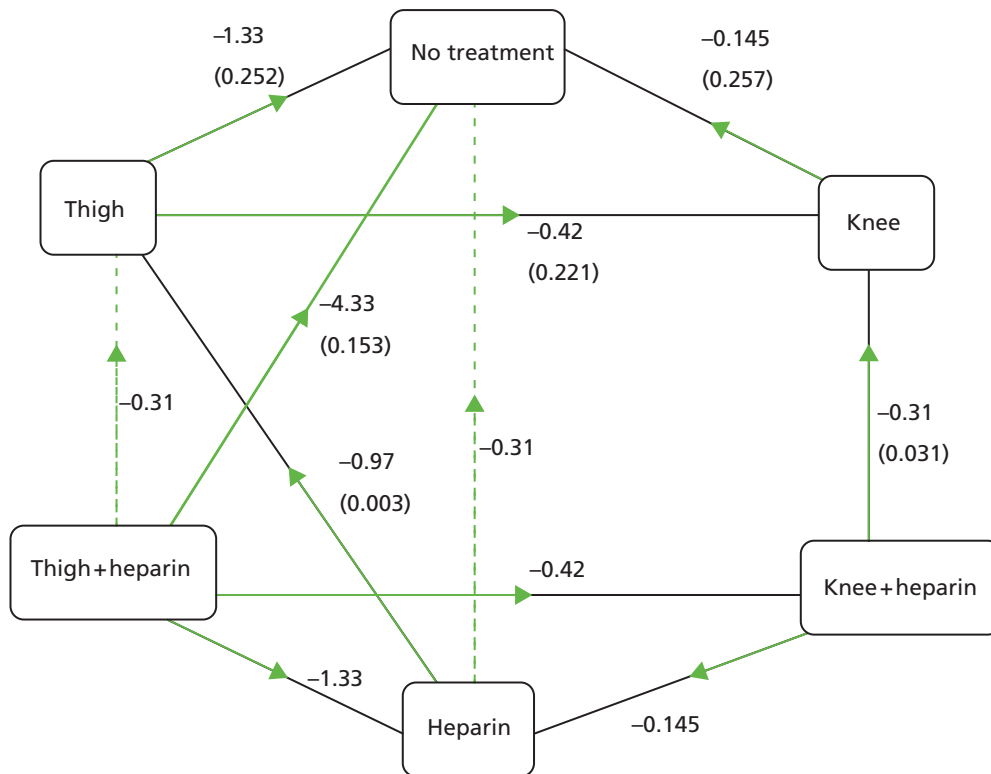 –1.33
(0.252)
No treatment
–0.145
(0.257)
Thigh
Knee
–0.42
(0.221)
–4.33
(0.153)
–0.31
–0.31
(0.031)
–0.31
–0.97
(0.003)
Thigh+heparin
–0.42
Knee+heparin
–1.33
Heparin
–0.145